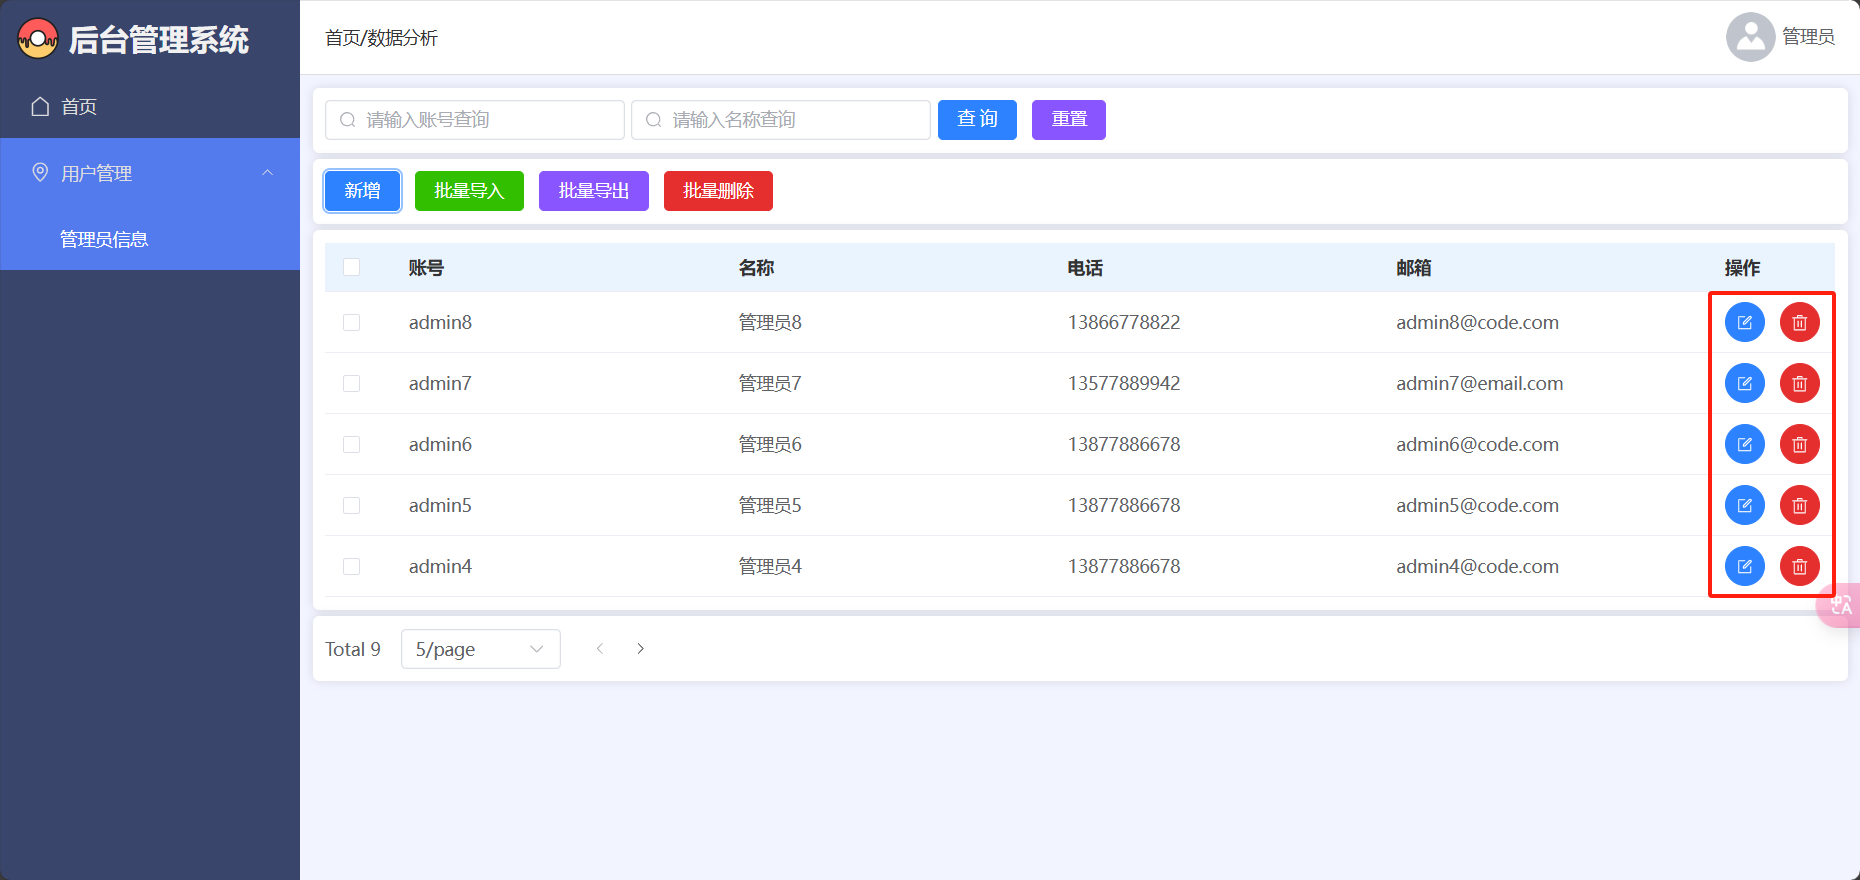 后台管理系统
首页/数据分析
管理员
首页
用户管理
管理员信息
请输入账号查询 请输入名称查询 查询 重置
新增 批量导入 批量导出 批量删除
账号 名称 电话 邮箱 操作
admin8 管理员8 13866778822 admin8@code.com
admin7 管理员7 13577889942 admin7@email.com
admin6 管理员6 13877886678 admin6@code.com
admin5 管理员5 13877886678 admin5@code.com
admin4 管理员4 13877886678 admin4@code.com
中A
Total 9 5/page